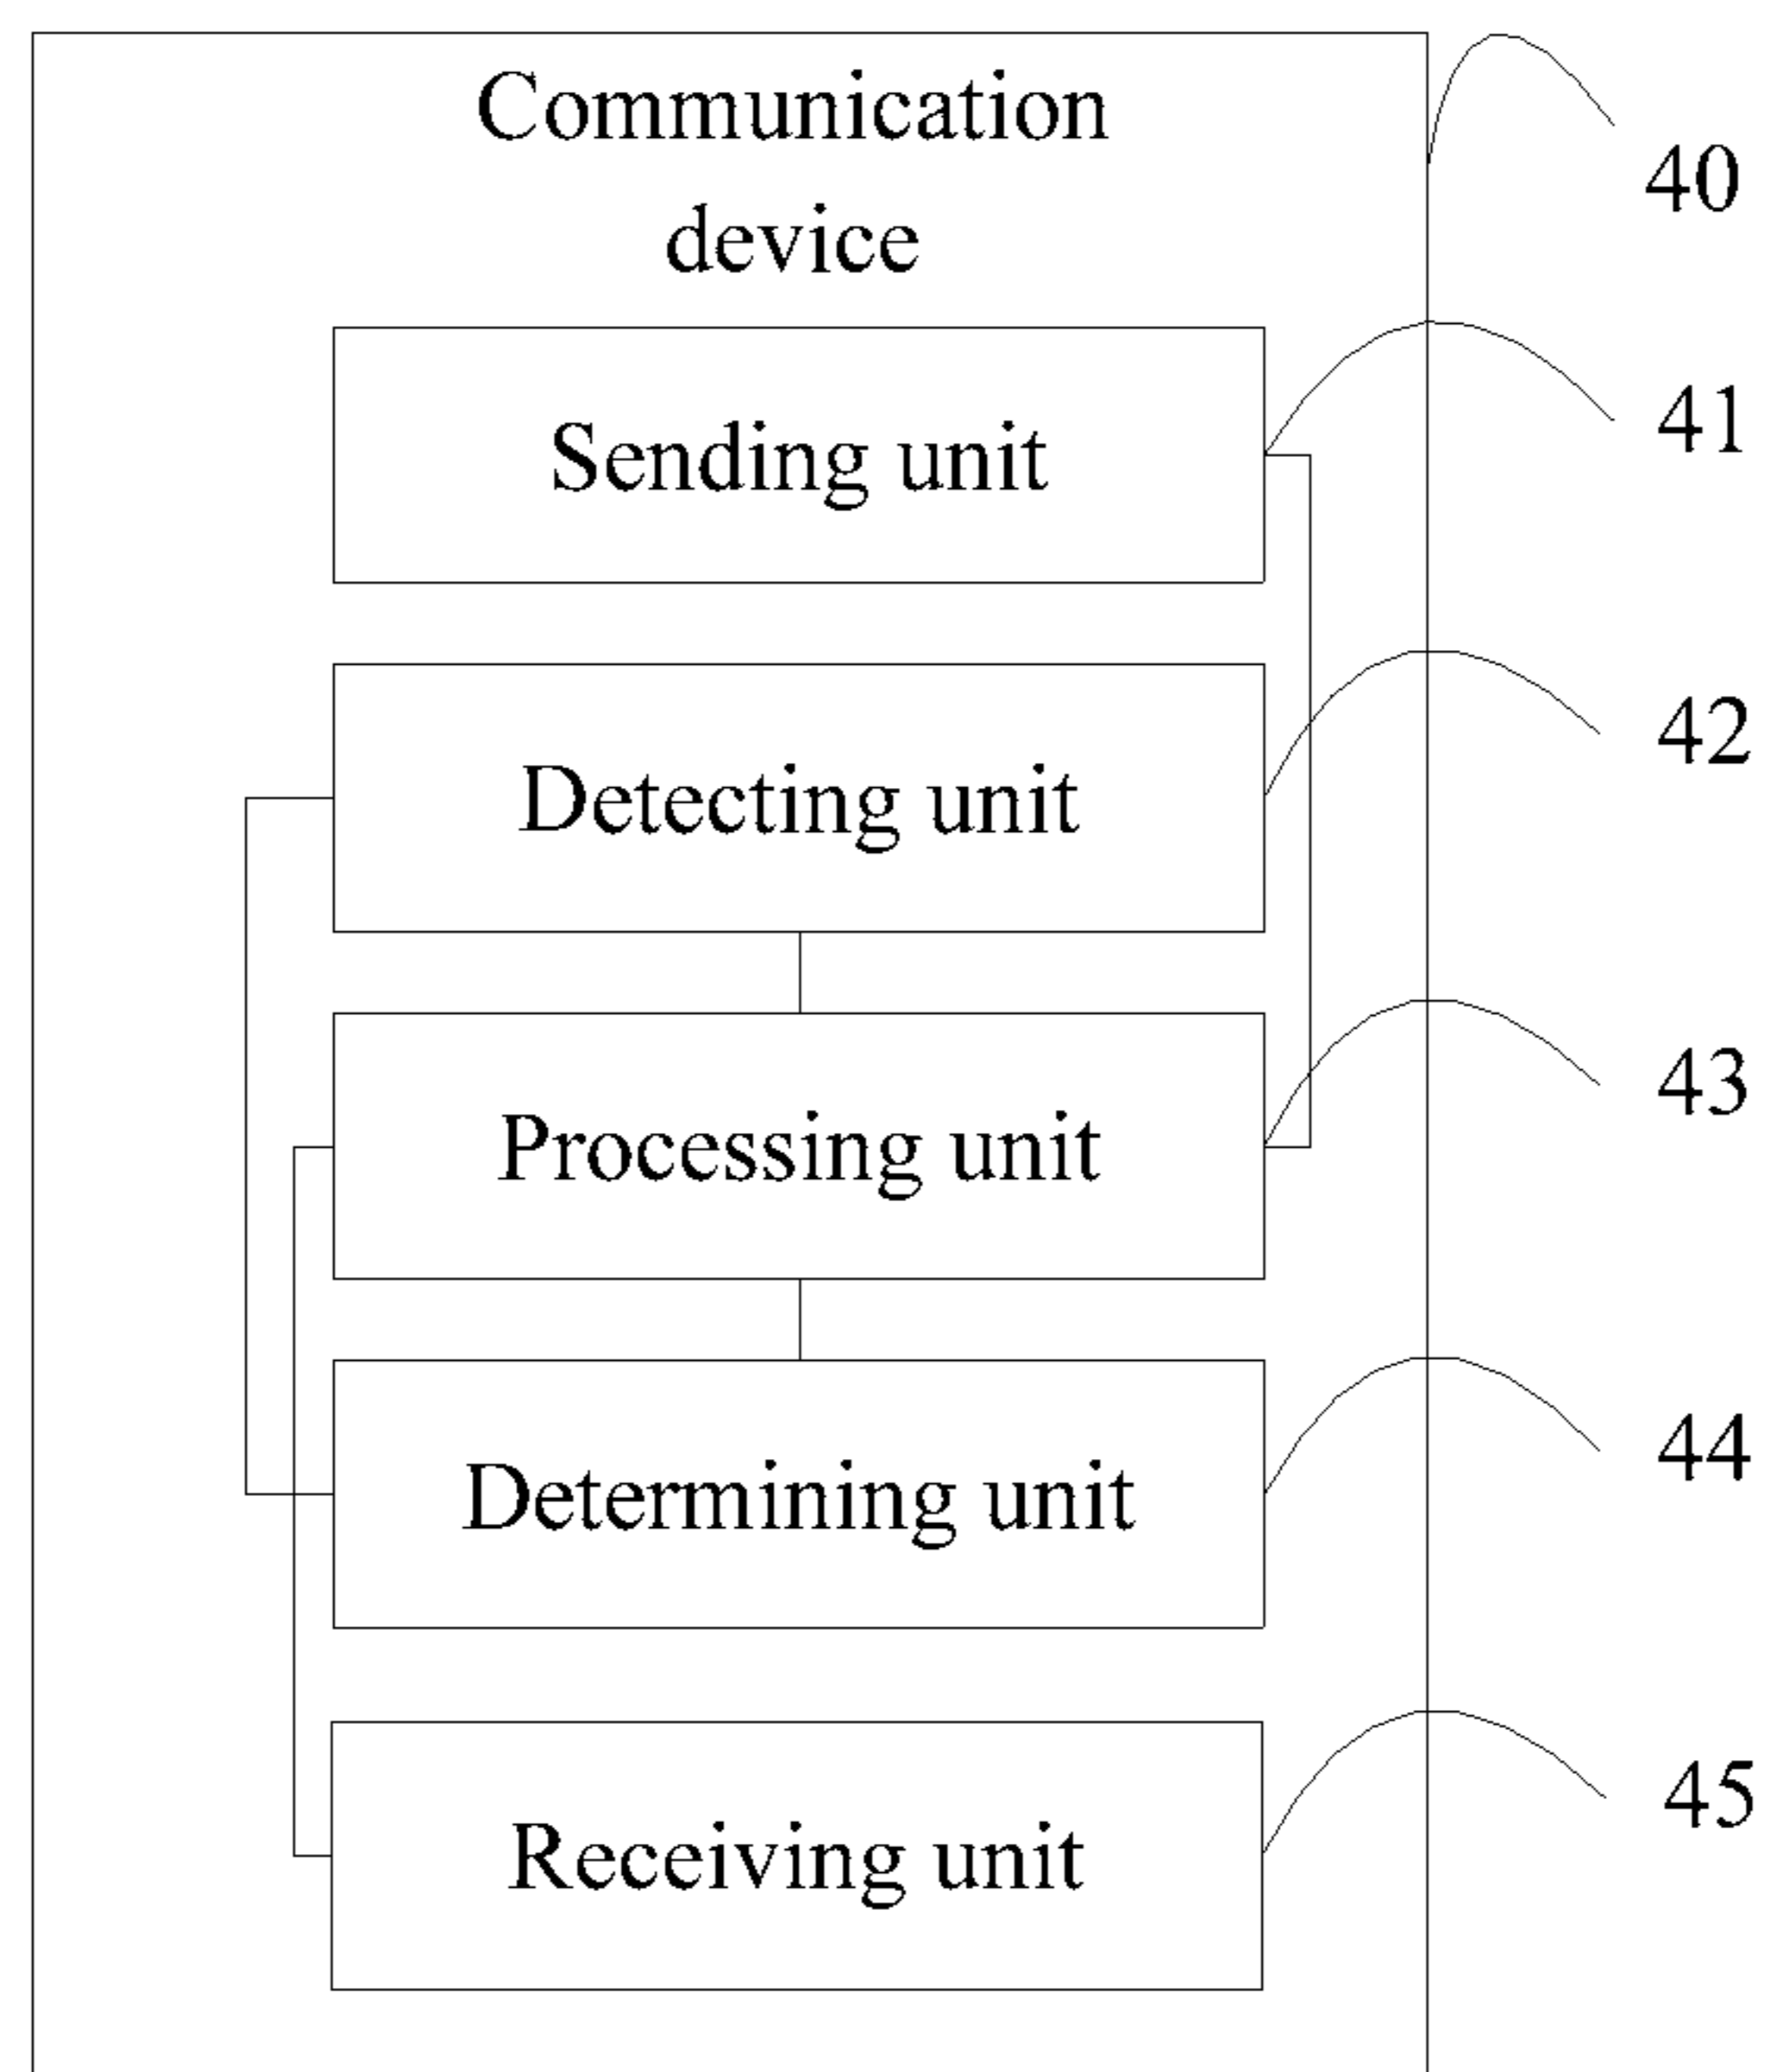 Communication
device
40
Sending unit
41
Detecting unit
42
Processing unit
43
Determining unit
44
Receiving unit
45